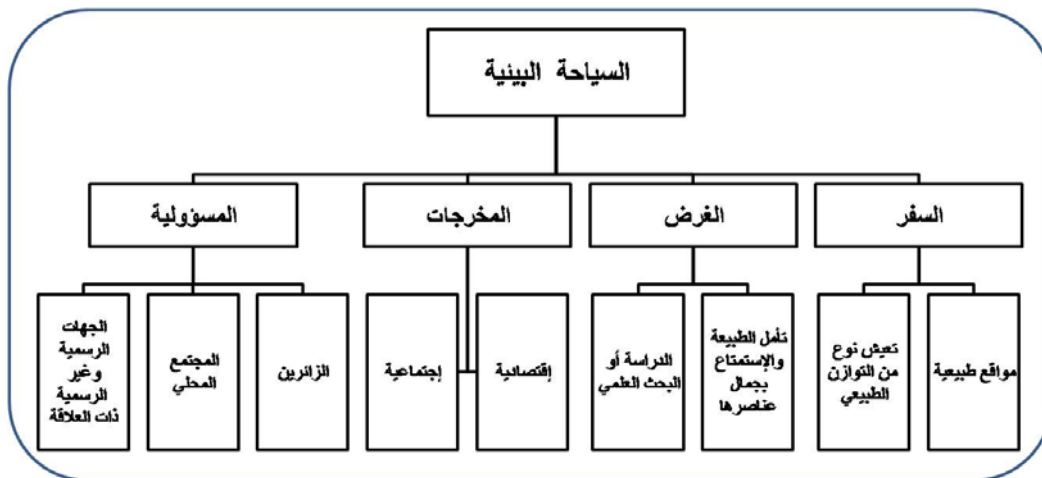 السياحة البيئية
السفر
الغرض
المخرجات
المسؤولية
مواقع طبيعية
تعيش نوع
من التوازن
الطبيعي
تأمل الطبيعة
والإستمتاع
بجمال
عناصرها
الدراسة أو
البحث العلمي
إقتصادية
إجتماعية
الزائرين
المجتمع
المحلي
الجهات
الرسمية
وغير
الرسمية
ذات العلاقة